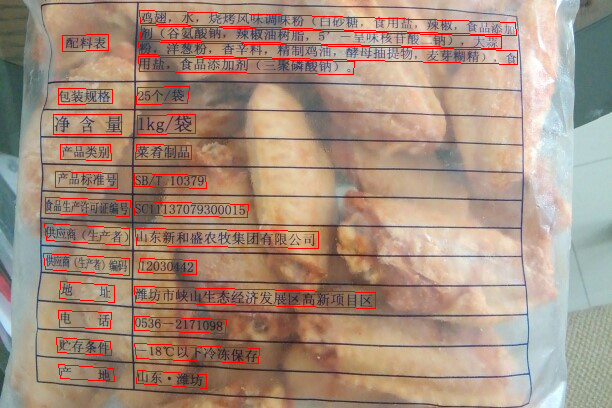 配料表
鸡翅，水，烧烤风味调味粉（白砂糖，食用盐，辣椒，食品添加
剂（谷氨酸钠，辣椒油树脂，5'—呈味核苷酸二钠），大蒜
粉，洋葱粉，香辛料，精制鸡油，酵母抽提物，麦芽糊精），食
用盐，食品添加剂（三聚磷酸钠）。
包装规格 25个/袋
净含量 1kg/袋
产品类别 菜肴制品
产品标准号 SB/T 10379
食品生产许可证编号 SC11137079300015
供应商（生产者） 山东新和盛农牧集团有限公司
供应商（生产者）编码 12030442
地址 潍坊市峡山生态经济发展区高新项目区
电话 0536－2171098
贮存条件 －18℃以下冷冻保存
产地 山东·潍坊